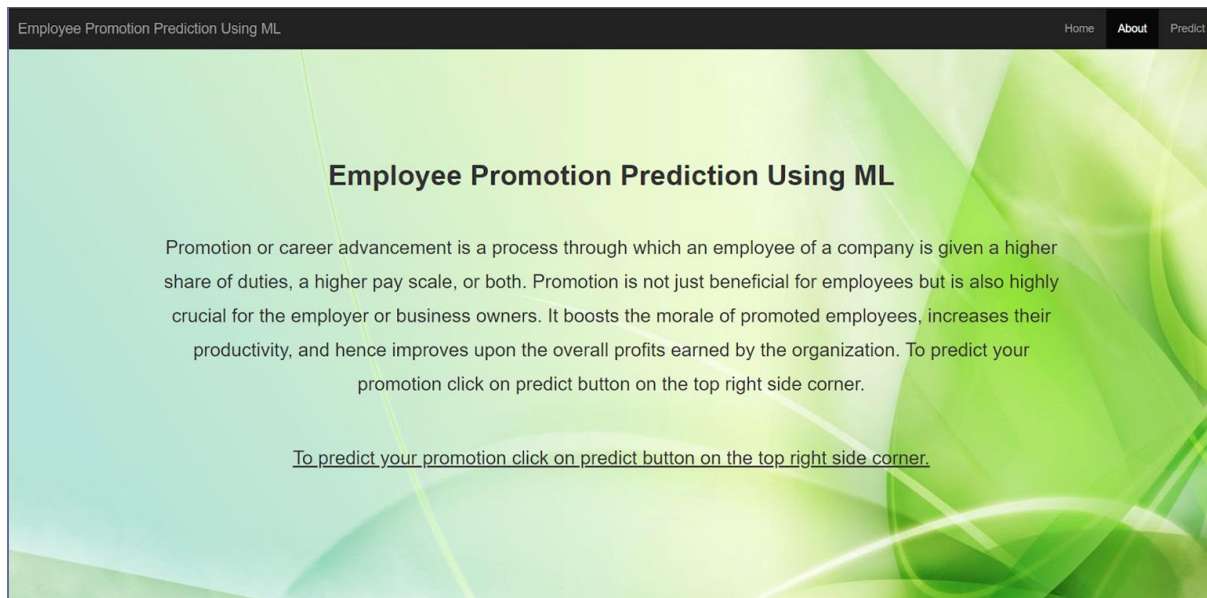 Employee Promotion Prediction Using ML
Home About Predict
Employee Promotion Prediction Using ML
Promotion or career advancement is a process through which an employee of a company is given a higher
share of duties, a higher pay scale, or both. Promotion is not just beneficial for employees but is also highly
crucial for the employer or business owners. It boosts the morale of promoted employees, increases their
productivity, and hence improves upon the overall profits earned by the organization. To predict your
promotion click on predict button on the top right side corner.
To predict your promotion click on predict button on the top right side corner.